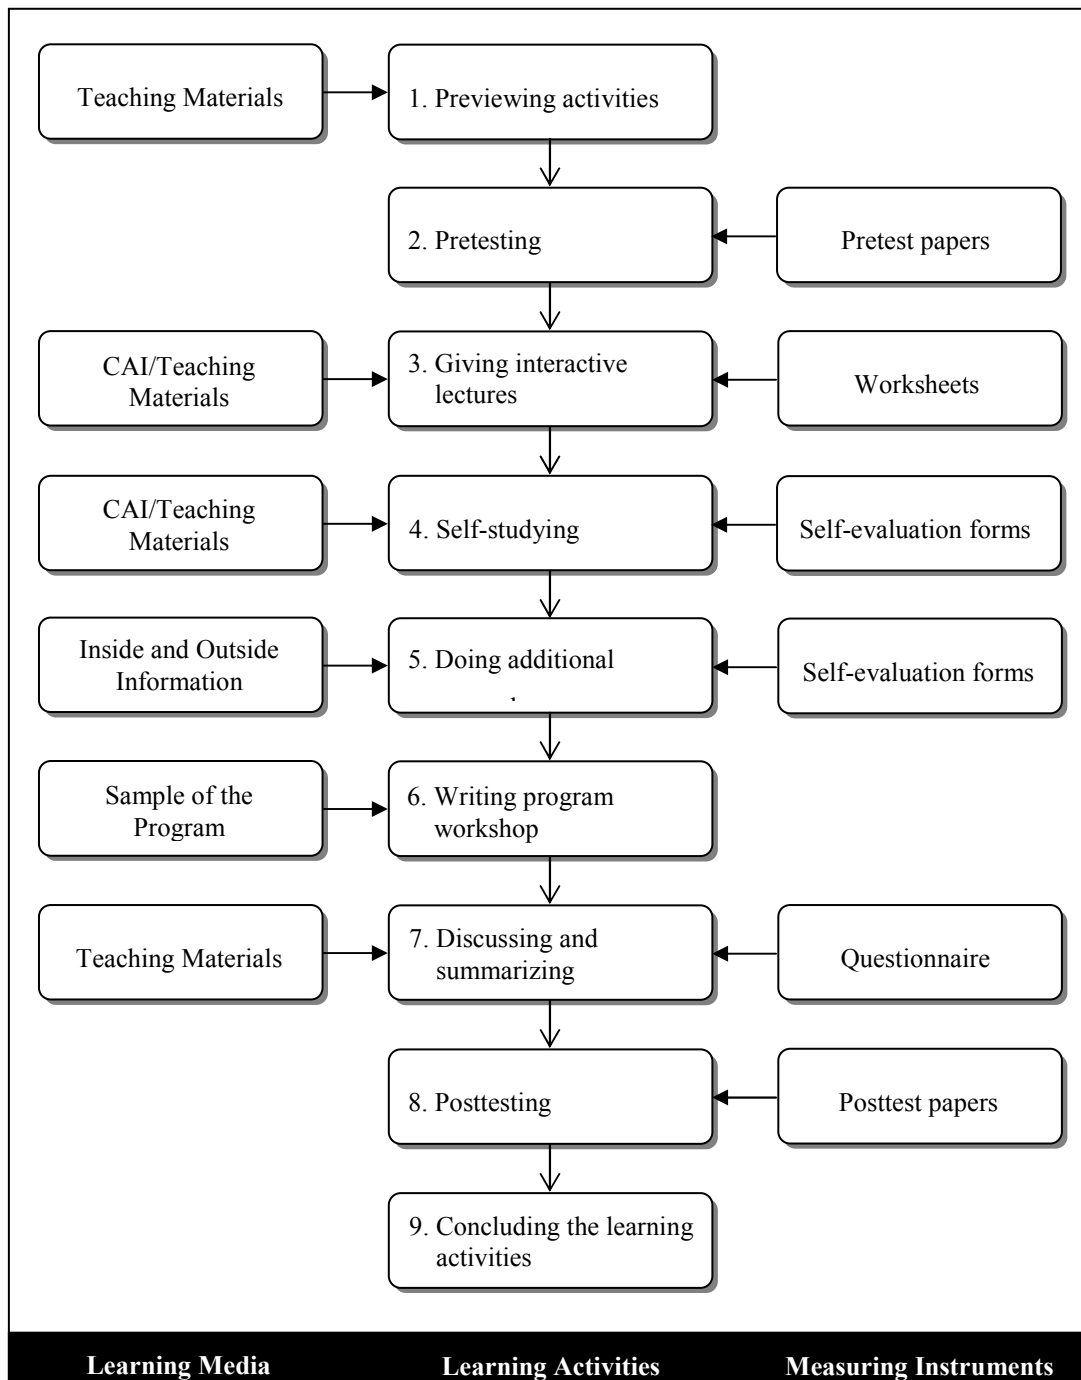 Teaching Materials
1. Previewing activities
2. Pretesting
Pretest papers
CAI/Teaching
Materials
3. Giving interactive
lectures
Worksheets
CAI/Teaching
Materials
4. Self-studying
Self-evaluation forms
Inside and Outside
Information
5. Doing additional
Self-evaluation forms
Sample of the
Program
6. Writing program
workshop
Teaching Materials
7. Discussing and
summarizing
Questionnaire
8. Posttesting
Posttest papers
9. Concluding the learning
activities
Learning Media
Learning Activities
Measuring Instruments